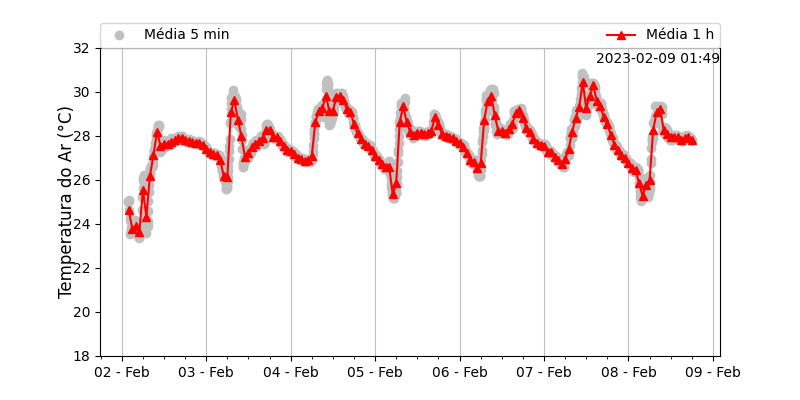 Média 5 min
Média 1 h
2023-02-09 01:49
Temperatura do Ar (°C)
32
30
28
26
24
22
20
18
02 - Feb
03 - Feb
04 - Feb
05 - Feb
06 - Feb
07 - Feb
08 - Feb
09 - Feb